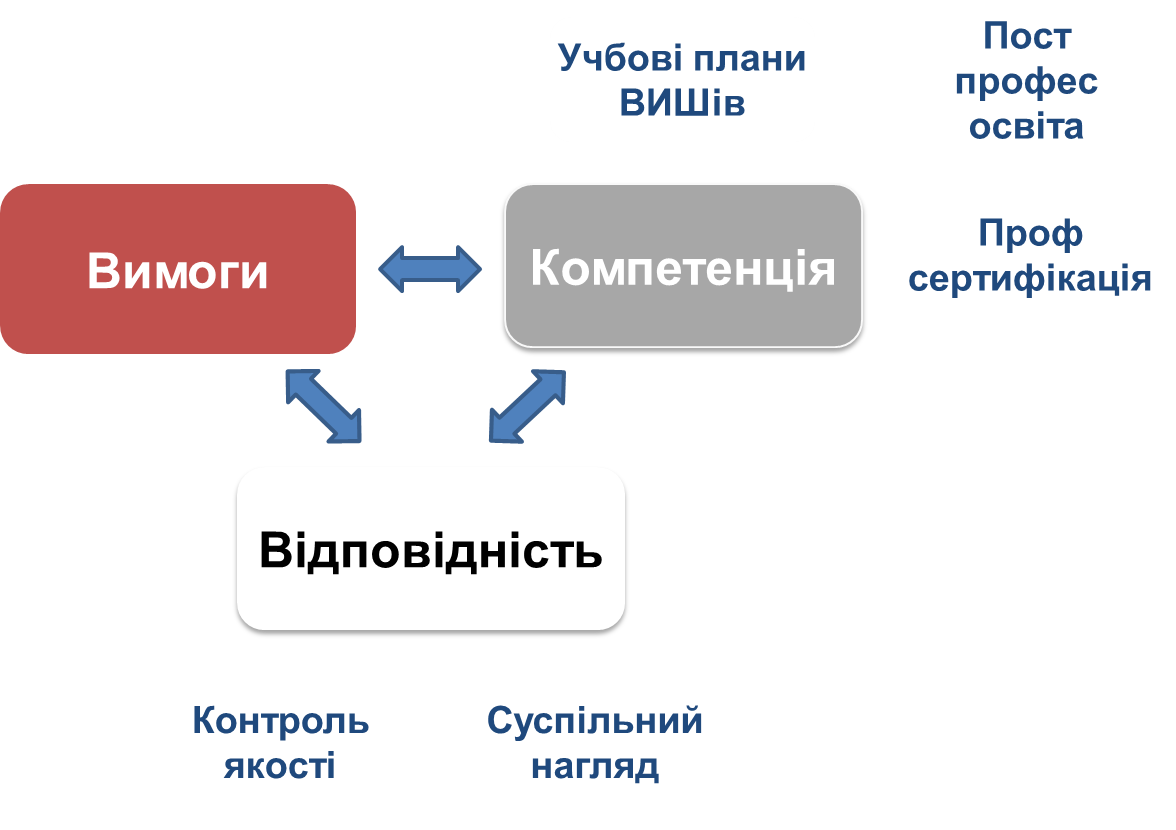 Учбові плани
ВИШів
Пост
профес
освіта
Вимоги
Компетенція
Проф
сертифікація
Відповідність
Контроль
якості
Суспільний
нагляд